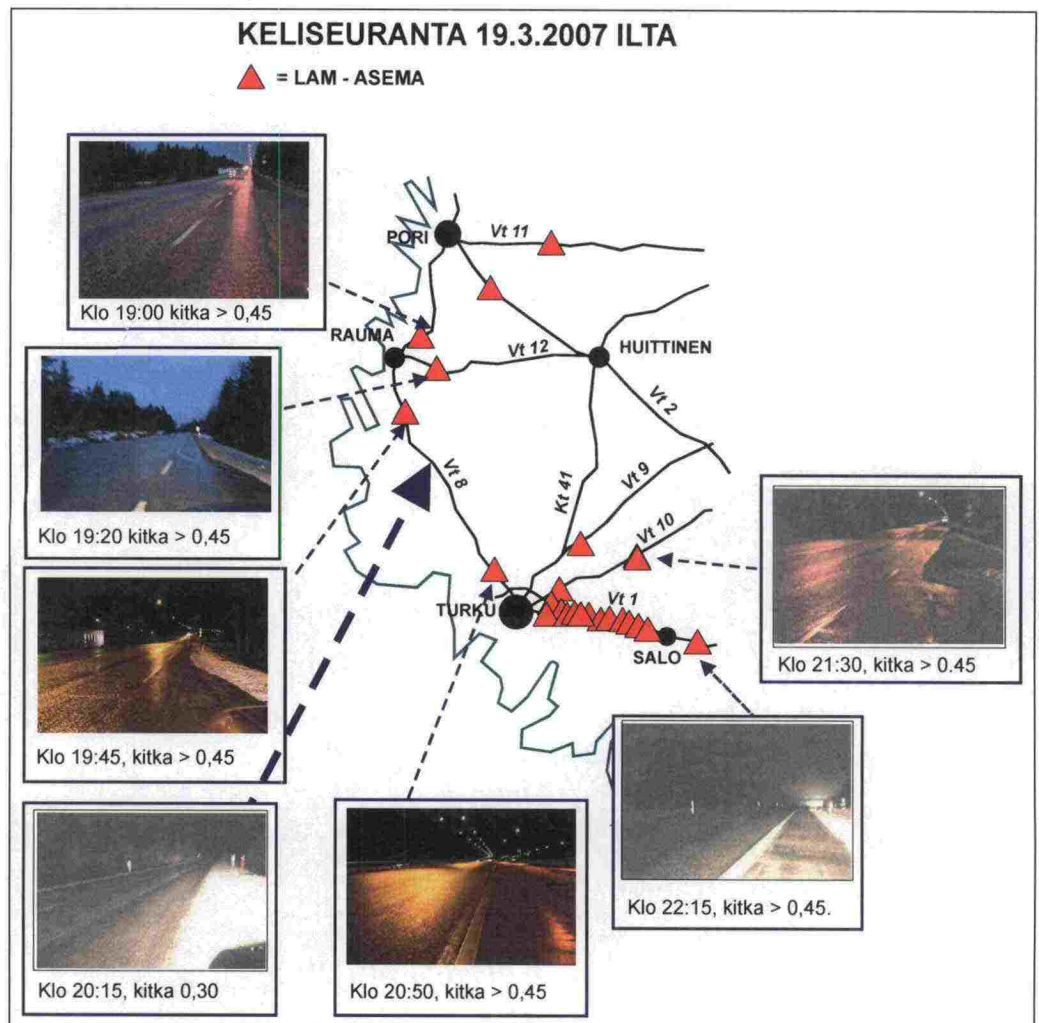 KELISEURANTA 19.3.2007 ILTA
= LAM - ASEMA
Klo 19:00 kitka > 0,45
PORI
Vt 11
RAUMA
HUITTINEN
Vt 12
Vt 2
Klo 19:20 kitka > 0,45
Vt 8
Kt 41
Vt 9
Vt 10
TURKU
Vt 1
SALO
Klo 21:30, kitka > 0.45
Klo 19:45, kitka > 0,45
Klo 22:15, kitka > 0,45.
Klo 20:15, kitka 0,30
Klo 20:50, kitka > 0,45